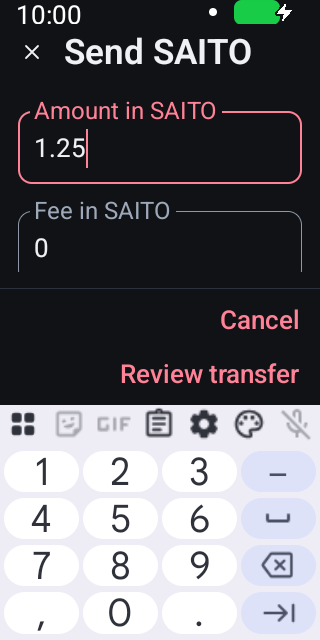 10:00
Send SAITO
Amount in SAITO
1.25
Fee in SAITO
0
Cancel
Review transfer
GIF
1 2 3 –
4 5 6
7 8 9
, 0 .